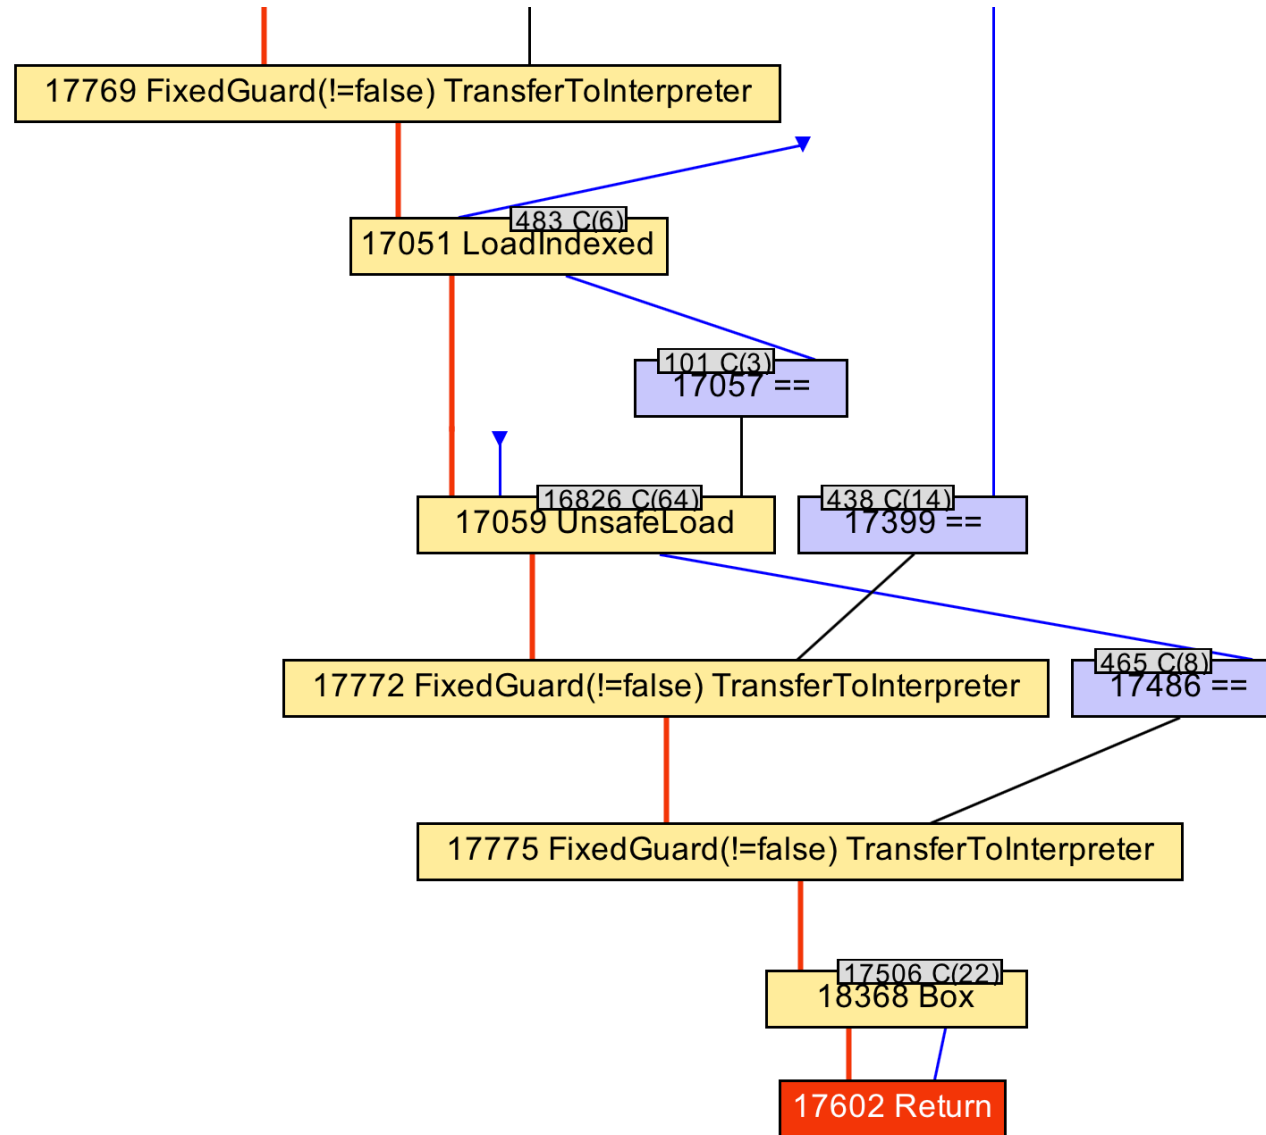 17769 FixedGuard(!=false) TransferToInterpreter
483 C(6)
17051 LoadIndexed
101 C(3)
17057 ==
16826 C(64)
17059 UnsafeLoad
438 C(14)
17399 ==
17772 FixedGuard(!=false) TransferToInterpreter
465 C(8)
17486 ==
17775 FixedGuard(!=false) TransferToInterpreter
17506 C(22)
18368 Box
17602 Return